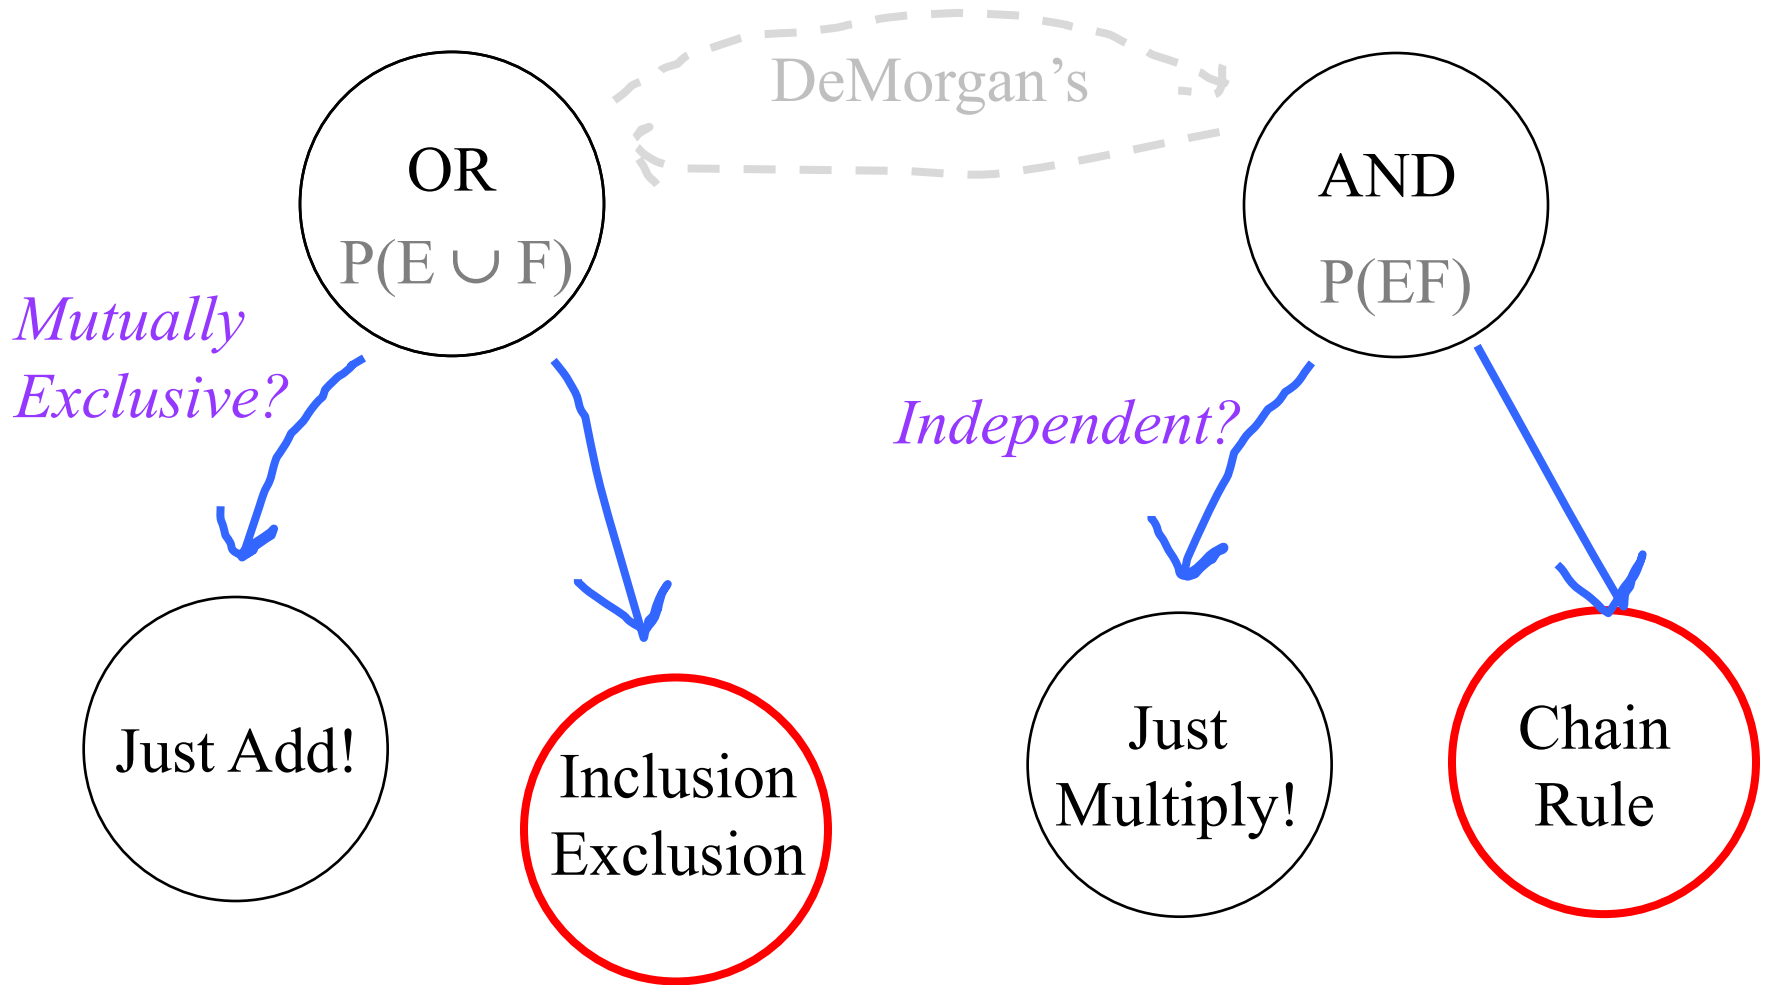 DeMorgan's
OR
P(E ∪ F)
AND
P(EF)
Mutually
Exclusive?
Independent?
Just Add!
Inclusion
Exclusion
Just
Multiply!
Chain
Rule